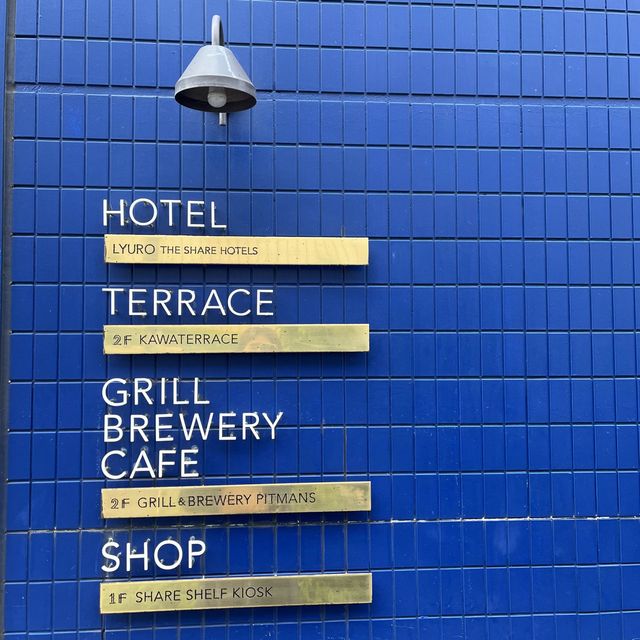 HOTEL
LYURO THE SHARE HOTELS
TERRACE
2F KAWATERRACE
GRILL
BREWERY
CAFE
2F GRILL&BREWERY PITMANS
SHOP
1F SHARE SHELF KIOSK